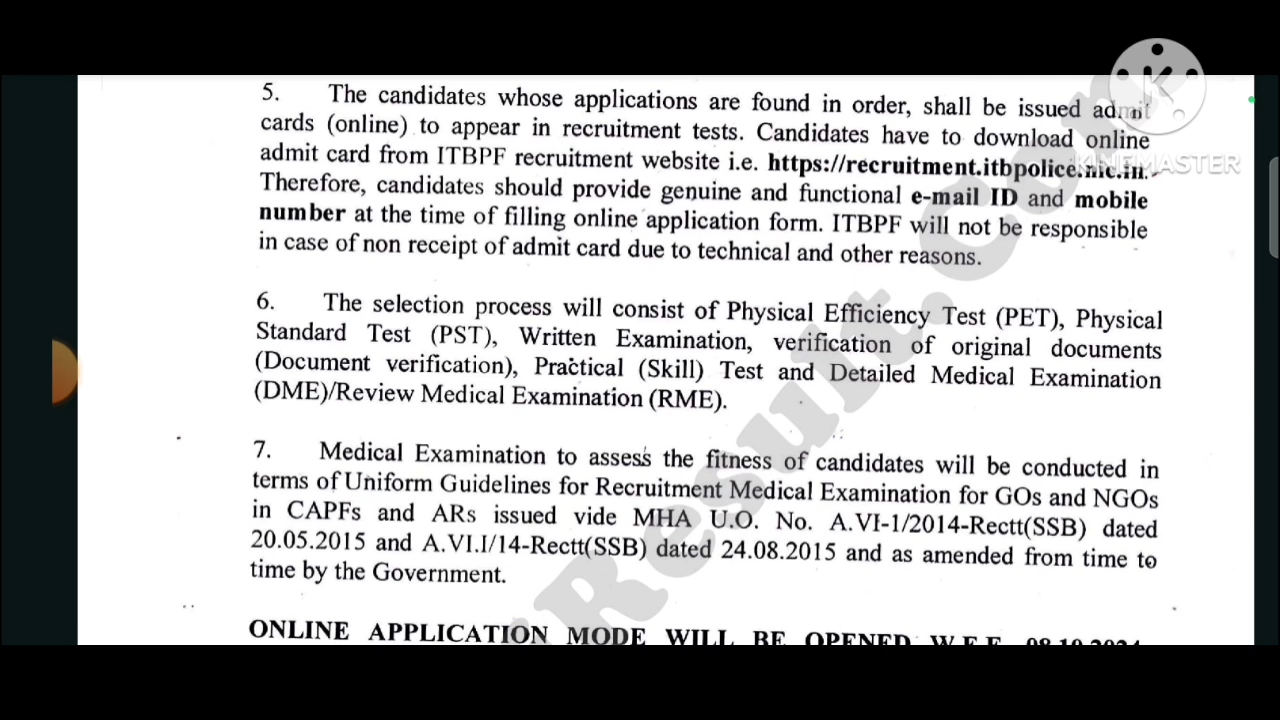 5. The candidates whose applications are found in order, shall be issued admit
cards (online) to appear in recruitment tests. Candidates have to download online
admit card from ITBPF recruitment website i.e. https://recruitment.itbpolice.nic.in.
Therefore, candidates should provide genuine and functional e-mail ID and mobile
number at the time of filling online application form. ITBPF will not be responsible
in case of non receipt of admit card due to technical and other reasons.
6. The selection process will consist of Physical Efficiency Test (PET), Physical
Standard Test (PST), Written Examination, verification of original documents
(Document verification), Practical (Skill) Test and Detailed Medical Examination
(DME)/Review Medical Examination (RME).
7. Medical Examination to assess the fitness of candidates will be conducted in
terms of Uniform Guidelines for Recruitment Medical Examination for GOs and NGOs
in CAPFs and ARs issued vide MHA U.O. No. A.VI-1/2014-Rectt(SSB) dated
20.05.2015 and A.VI.I/14-Rectt(SSB) dated 24.08.2015 and as amended from time to
time by the Government.
ONLINE APPLICATION MODE WILL BE OPENED W.E.F. 08.10.2024
KINEMASTER
Result.Com